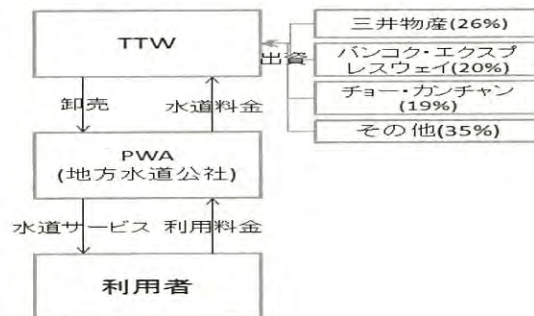 TTW
出資
三井物産(26%)
バンコク・エクスプ
レスウェイ(20%)
チョー・カンチャン
(19%)
その他(35%)
卸売
水道料金
PWA
(地方水道公社)
水道サービス
利用料金
利用者